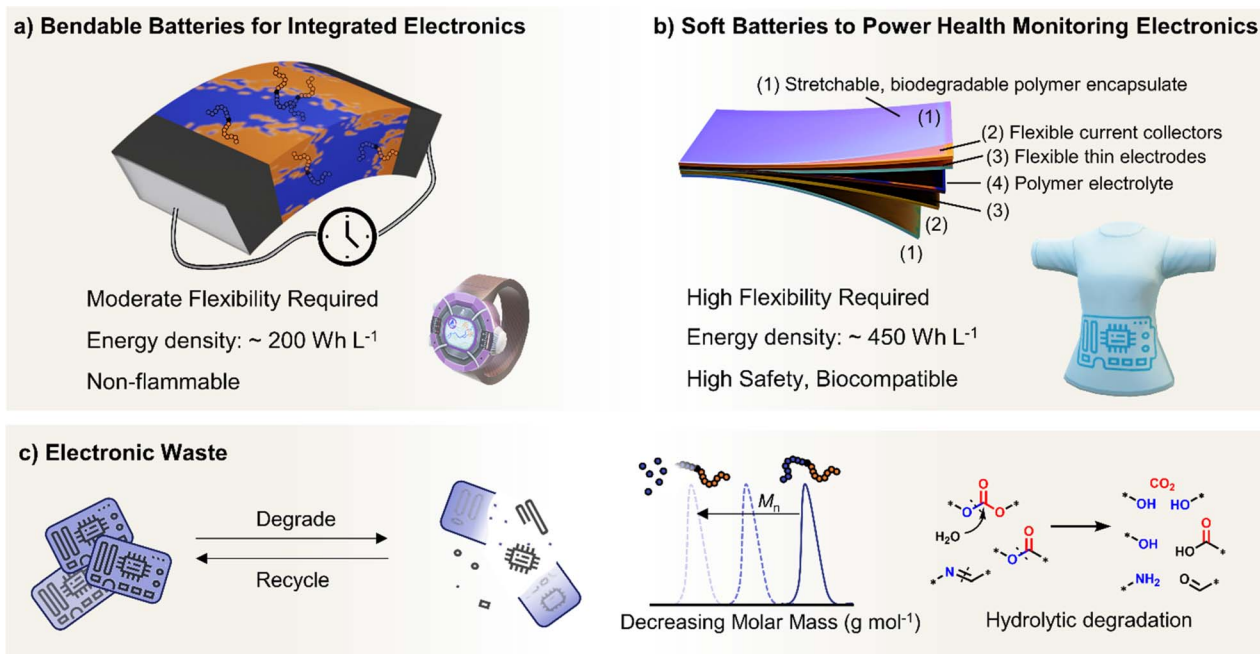 a) Bendable Batteries for Integrated Electronics
Moderate Flexibility Required
Energy density: ~ 200 Wh L⁻¹
Non-flammable
b) Soft Batteries to Power Health Monitoring Electronics
(1) Stretchable, biodegradable polymer encapsulate
(1)
(2) Flexible current collectors
(3) Flexible thin electrodes
(4) Polymer electrolyte
(3)
(2)
(1)
High Flexibility Required
Energy density: ~ 450 Wh L⁻¹
High Safety, Biocompatible
c) Electronic Waste
Degrade
Recycle
Mn
Decreasing Molar Mass (g mol⁻¹)
O
* O O *
H₂O
O
* O *
* N *
CO₂
* OH HO *
* OH
O
HO *
* NH₂
O *
Hydrolytic degradation